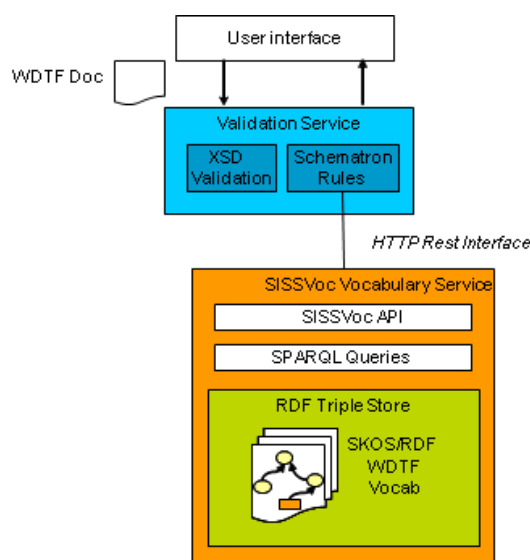 User interface
WDTF Doc
Validation Service
XSD
Validation
Schematron
Rules
HTTP Rest Interface
SISSVoc Vocabulary Service
SISSVoc API
SPARQL Queries
RDF Triple Store
SKOS/RDF
WDTF
Vocab